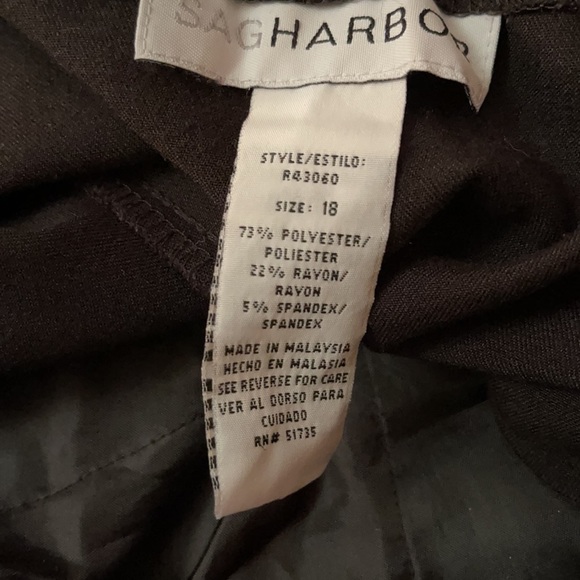 SAGHARBOR
STYLE/ESTILO:
R43060
SIZE: 18
73% POLYESTER/
POLIESTER
22% RAYON/
RAYON
5% SPANDEX/
SPANDEX
MADE IN MALAYSIA
HECHO EN MALASIA
SEE REVERSE FOR CARE
VER AL DORSO PARA
CUIDADO
RN# 51735